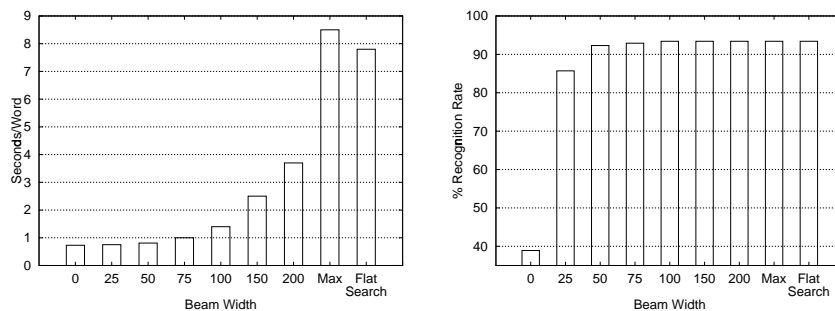 9
8
7
6
5
4
3
2
1
0
Seconds/Word
0 25 50 75 100 150 200 Max Flat
Search
Beam Width
100
90
80
70
60
50
40
% Recognition Rate
0 25 50 75 100 150 200 Max Flat
Search
Beam Width